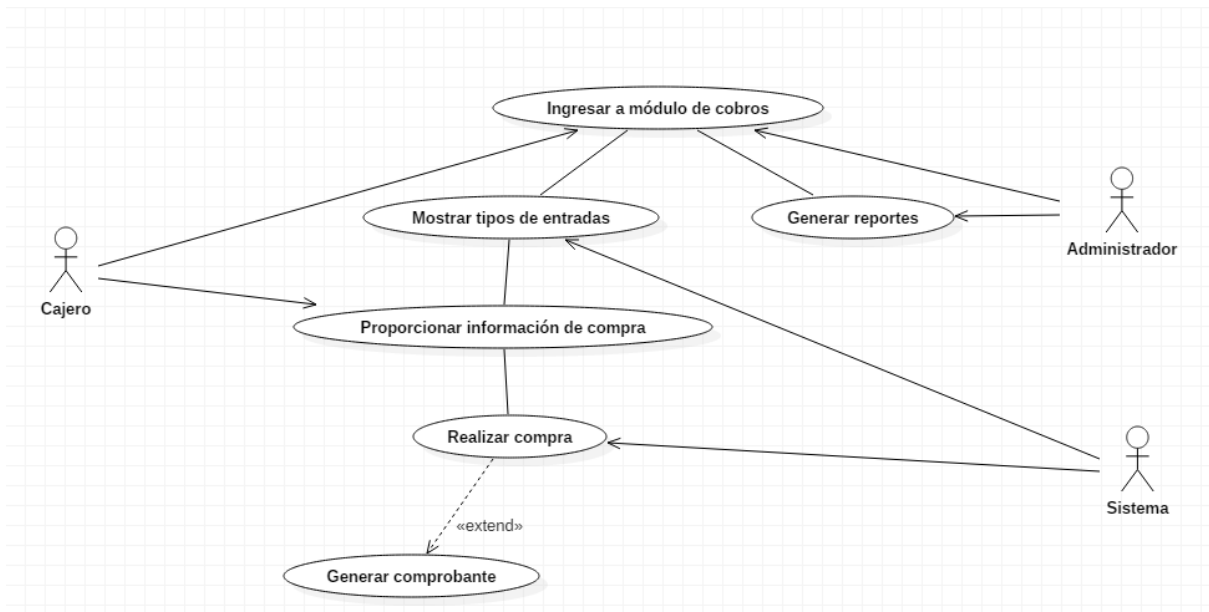 Ingresar a módulo de cobros
Mostrar tipos de entradas
Generar reportes
Administrador
Cajero
Proporcionar información de compra
Realizar compra
Sistema
«extend»
Generar comprobante